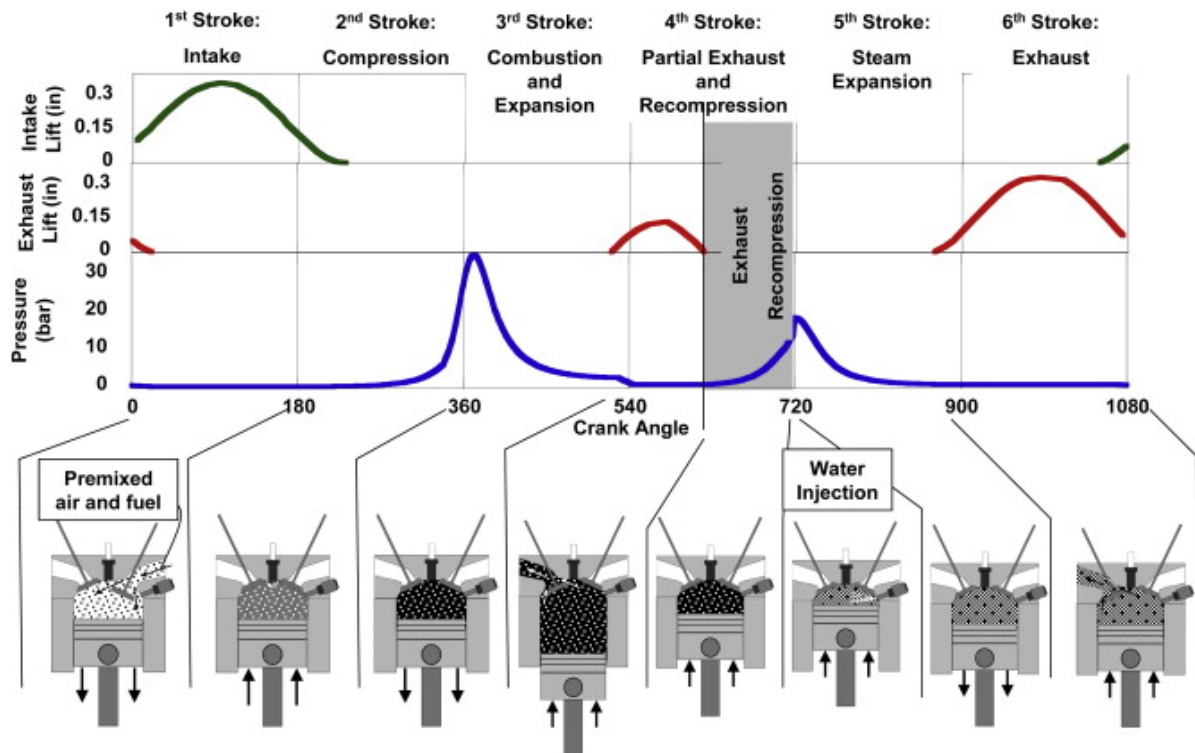 1st Stroke:
Intake
2nd Stroke:
Compression
3rd Stroke:
Combustion
and
Expansion
4th Stroke:
Partial Exhaust
and
Recompression
5th Stroke:
Steam
Expansion
6th Stroke:
Exhaust
Intake
Lift (in)
0.3
0.15
0
Exhaust
Lift (in)
0.3
0.15
0
Pressure
(bar)
30
20
10
0
Exhaust
Recompression
0
180
360
540
720
900
1080
Crank Angle
Premixed
air and fuel
Water
Injection